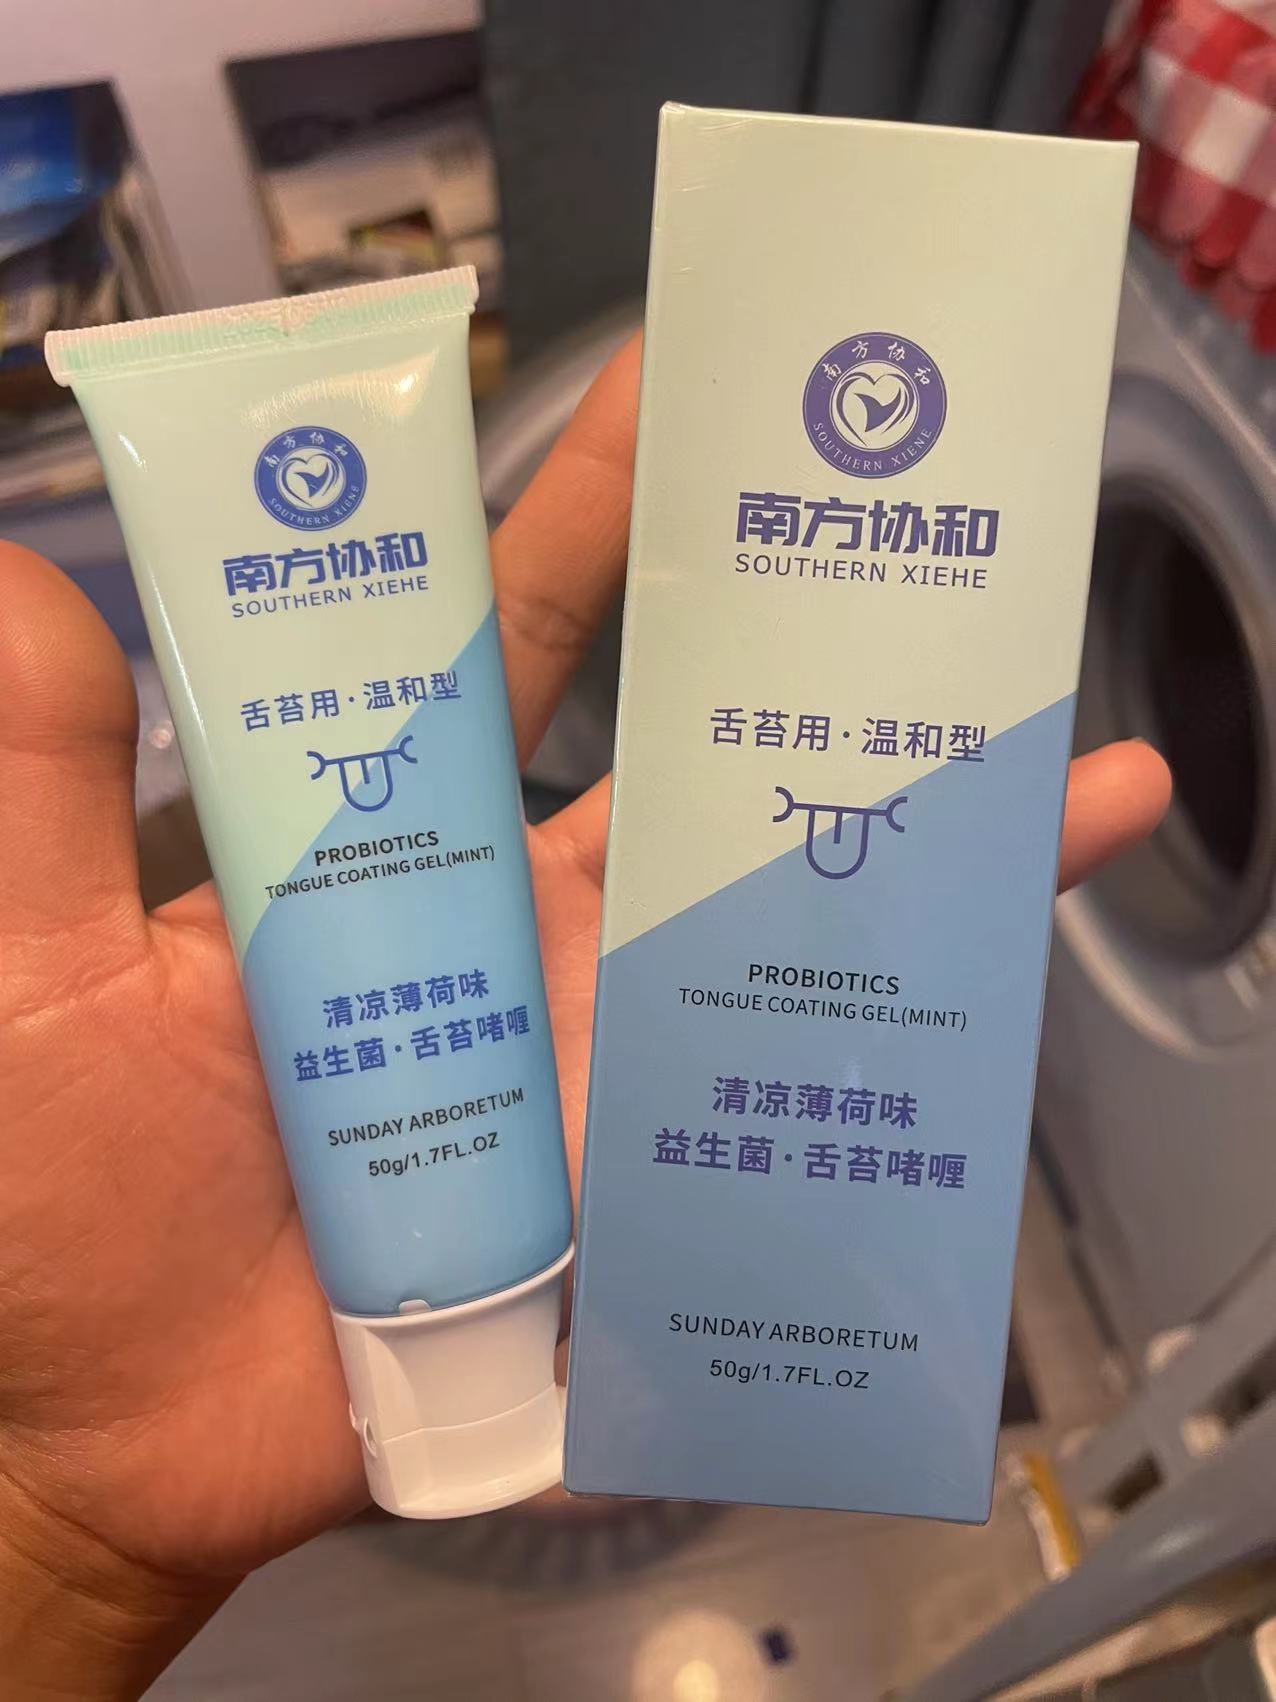 南方协和
SOUTHERN XIENE
南方协和
SOUTHERN XIEHE
舌苔用·温和型
PROBIOTICS
TONGUE COATING GEL(MINT)
清凉薄荷味
益生菌·舌苔啫喱
SUNDAY ARBORETUM
50g/1.7FL.OZ
南方协和
SOUTHERN XIENE
南方协和
SOUTHERN XIEHE
舌苔用·温和型
PROBIOTICS
TONGUE COATING GEL(MINT)
清凉薄荷味
益生菌·舌苔啫喱
SUNDAY ARBORETUM
50g/1.7FL.OZ